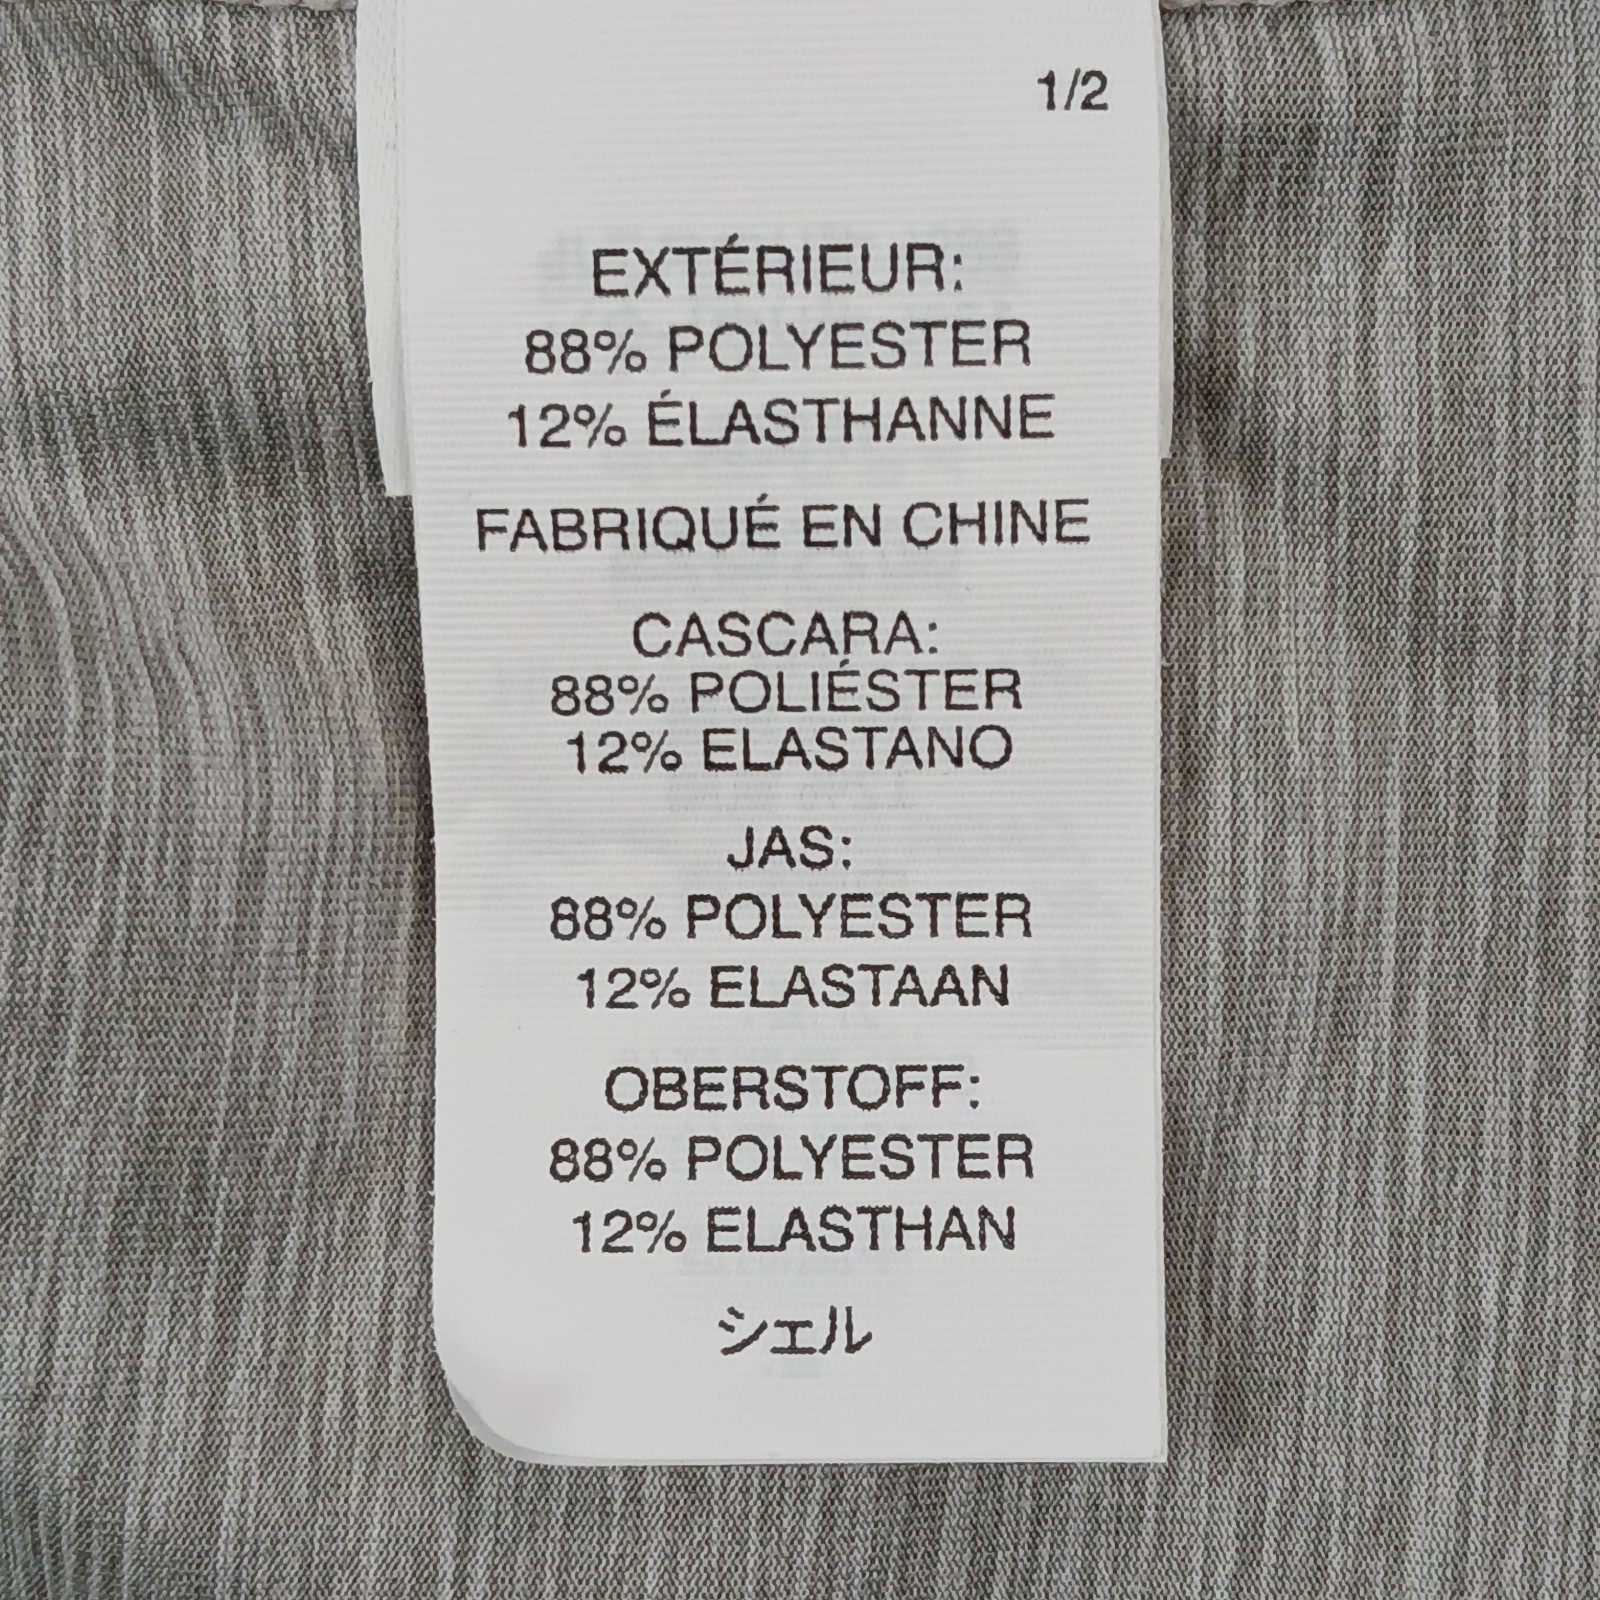 1/2
EXTÉRIEUR:
88% POLYESTER
12% ÉLASTHANNE
FABRIQUÉ EN CHINE
CASCARA:
88% POLIÉSTER
12% ELASTANO
JAS:
88% POLYESTER
12% ELASTAAN
OBERSTOFF:
88% POLYESTER
12% ELASTHAN
シェル